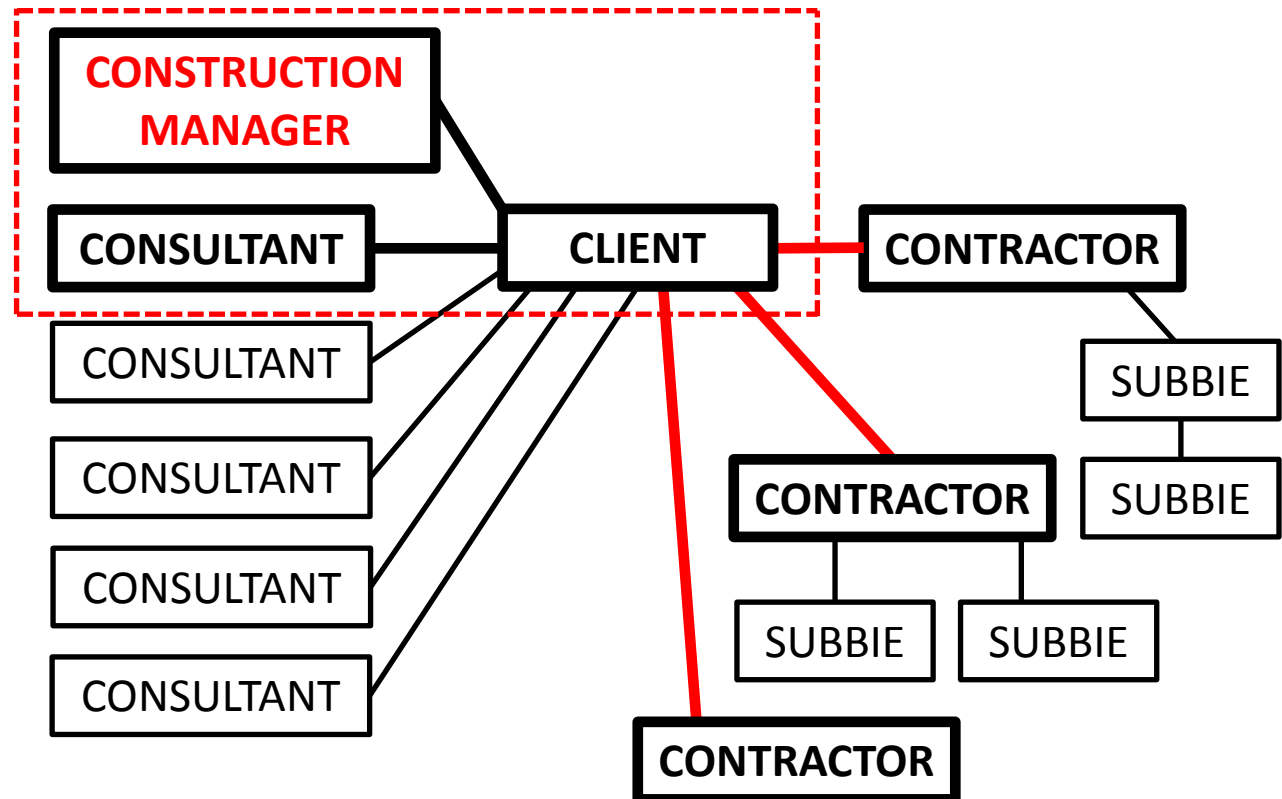 CONSTRUCTION
MANAGER
CONSULTANT
CLIENT
CONTRACTOR
CONSULTANT
SUBBIE
CONSULTANT
CONTRACTOR
SUBBIE
CONSULTANT
SUBBIE
SUBBIE
CONSULTANT
CONTRACTOR